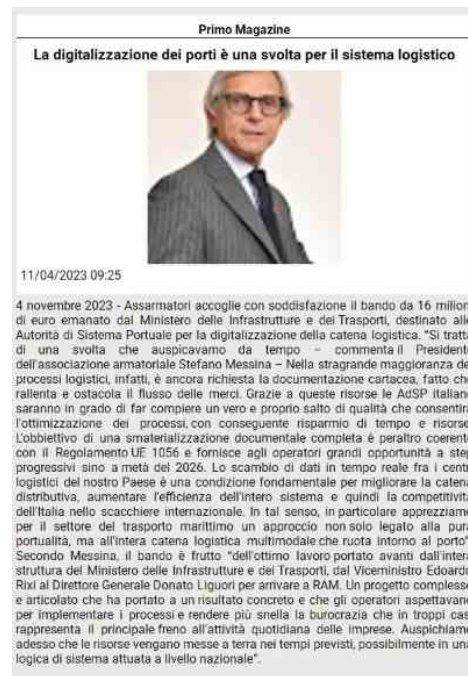 Primo Magazine
La digitalizzazione dei porti è una svolta per il sistema logistico
11/04/2023 09:25
4 novembre 2023 - Assarmatori accoglie con soddisfazione il bando da 16 milion
di euro emanato dal Ministero delle Infrastrutture e dei Trasporti, destinato alle
Autorità di Sistema Portuale per la digitalizzazione della catena logistica. "Si tratta
di una svolta che auspicavamo da tempo – commenta il Presidente
dell'associazione armatoriale Stefano Messina – Nella stragrande maggioranza de
processi logistici, infatti, è ancora richiesta la documentazione cartacea, fatto che
rallenta e ostacola il flusso delle merci. Grazie a queste risorse le AdSP italian
saranno in grado di far compiere un vero e proprio salto di qualità che consentir
l'ottimizzazione dei processi, con conseguente risparmio di tempo e risorse
L'obbiettivo di una smaterializzazione documentale completa è peraltro coerent
con il Regolamento UE 1056 e fornisce agli operatori grandi opportunità a step
progressivi sino a metà del 2026. Lo scambio di dati in tempo reale fra i cent
logistici del nostro Paese è una condizione fondamentale per migliorare la caten
distributiva, aumentare l'efficienza dell'intero sistema e quindi la competitivit
dell'Italia nello scacchiere internazionale. In tal senso, in particolare apprezziam
per il settore del trasporto marittimo un approccio non solo legato alla pur
portualità, ma all'intera catena logistica multimodale che ruota intorno al porto"
Secondo Messina, il bando è frutto "dell'ottimo lavoro portato avanti dall'inter
struttura del Ministero delle Infrastrutture e dei Trasporti, dal Viceministro Edoard
Rixi al Direttore Generale Donato Liguori per arrivare a RAM. Un progetto compless
e articolato che ha portato a un risultato concreto e che gli operatori aspettavan
per implementare i processi e rendere più snella la burocrazia che in troppi cas
rappresenta il principale freno all'attività quotidiana delle imprese. Auspichiam
adesso che le risorse vengano messe a terra nei tempi previsti, possibilmente in un
logica di sistema attuata a livello nazionale".